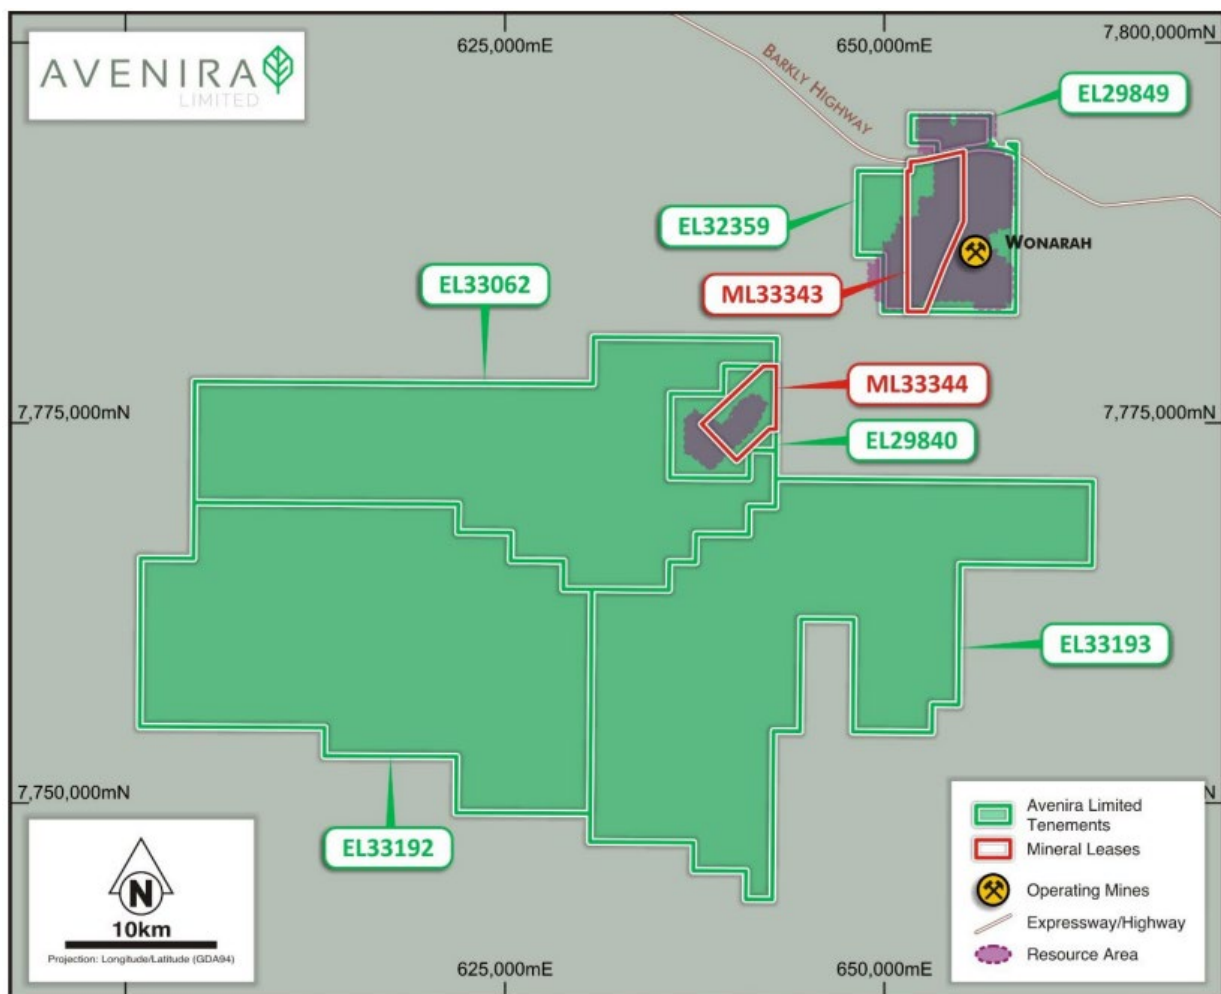 625,000mE
650,000mE
7,800,000mN
AVENIRA
LIMITED
BARKLY HIGHWAY
EL29849
EL32359
WONARAH
EL33062
ML33343
ML33344
7,775,000mN
7,775,000mN
EL29840
EL33193
7,750,000mN
EL33192
Avenira Limited
Tenements
Mineral Leases
Operating Mines
Expressway/Highway
Resource Area
N
10km
Projection: Longitude/Latitude (GDA94)
625,000mE
650,000mE